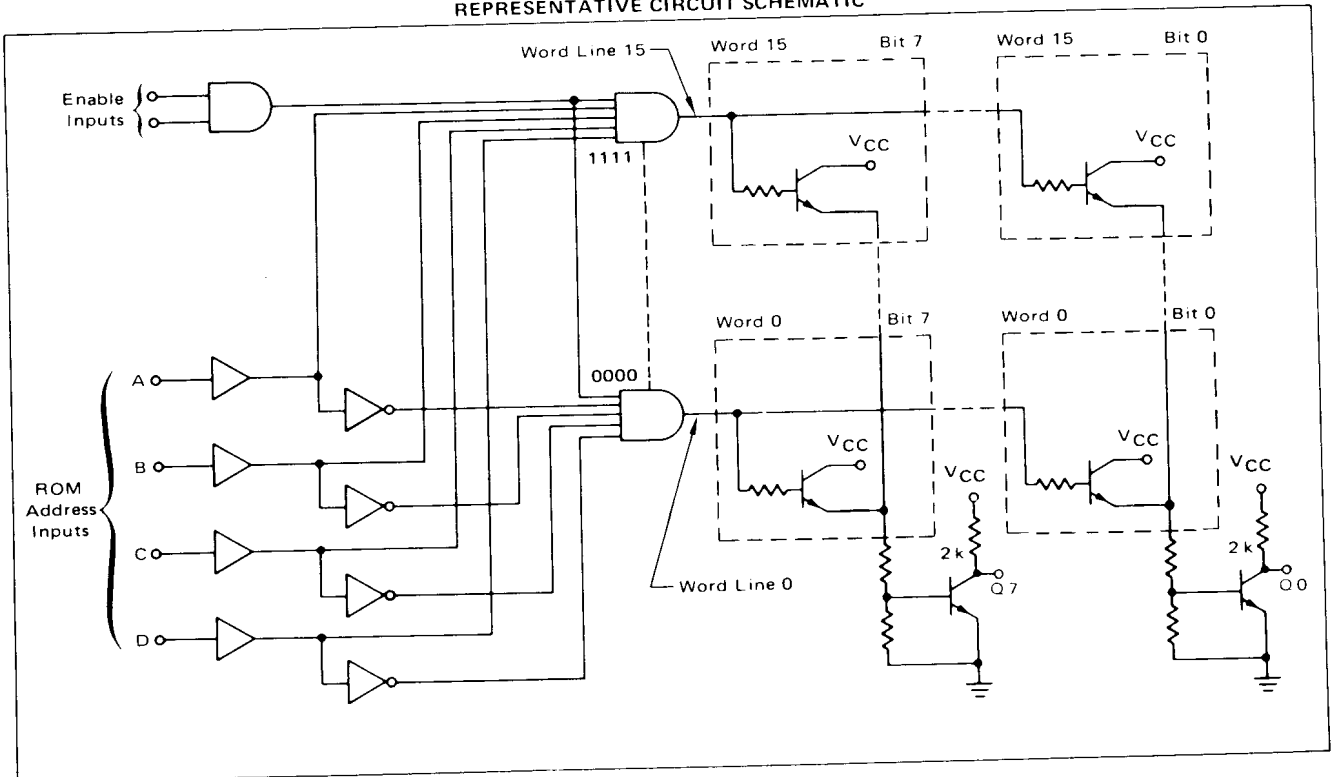 REPRESENTATIVE CIRCUIT SCHEMATIC
Word Line 15
Word 15
Bit 7
Word 15
Bit 0
Enable
Inputs
VCC
VCC
1111
Word 0
Bit 7
Word 0
Bit 0
0000
A
B
C
D
ROM
Address
Inputs
VCC
VCC
VCC
VCC
2 k
2 k
Q7
Q0
Word Line 0